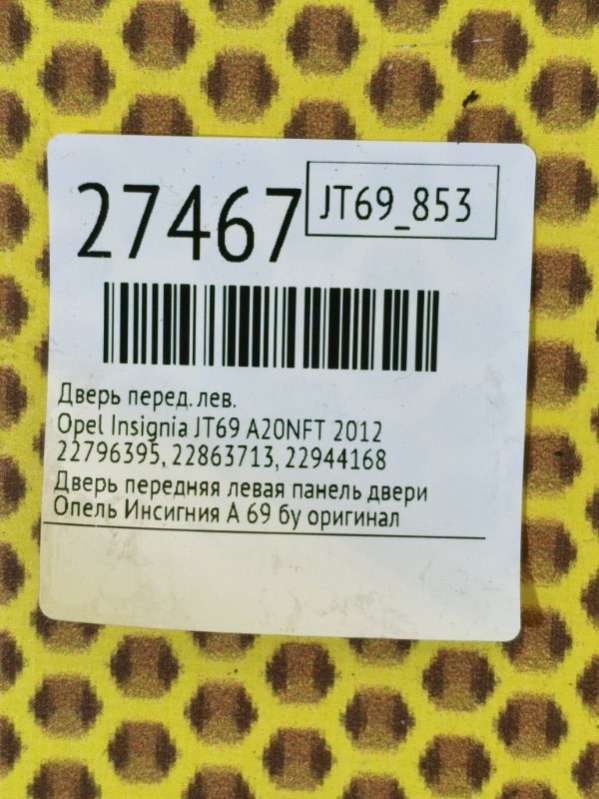 27467
JT69_853
Дверь перед. лев.
Opel Insignia JT69 A20NFT 2012
22796395, 22863713, 22944168
Дверь передняя левая панель двери
Опель Инсигния А 69 бу оригинал